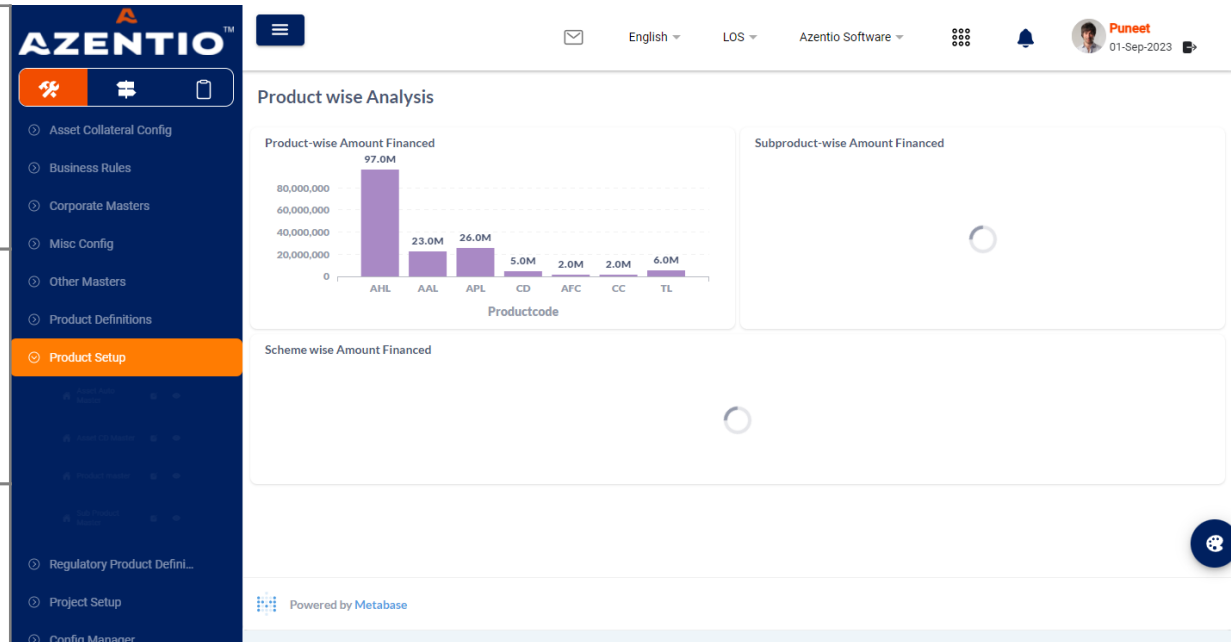 AZENTIO™
English
LOS
Azentio Software
Puneet
01-Sep-2023
Asset Collateral Config
Business Rules
Corporate Masters
Misc Config
Other Masters
Product Definitions
Product Setup
Regulatory Product Defini...
Project Setup
Config Manager
Product wise Analysis
Product-wise Amount Financed
97.0M
80,000,000
60,000,000
40,000,000
20,000,000
0
23.0M
26.0M
5.0M
2.0M
2.0M
6.0M
AHL AAL APL CD AFC CC TL
Productcode
Subproduct-wise Amount Financed
Scheme wise Amount Financed
Powered by Metabase